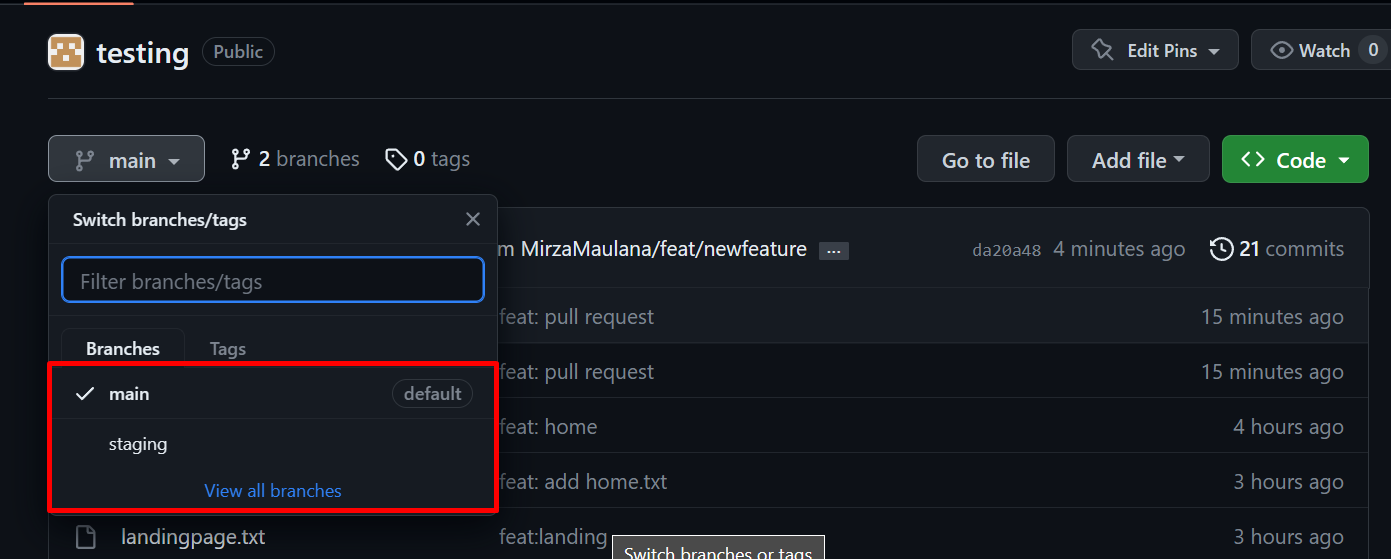 testing Public Edit Pins Watch 0
main 2 branches 0 tags Go to file Add file Code
Switch branches/tags
m MirzaMaulana/feat/newfeature ... da20a48 4 minutes ago 21 commits
Filter branches/tags
feat: pull request 15 minutes ago
Branches Tags
feat: pull request 15 minutes ago
main default
feat: home 4 hours ago
staging
feat: add home.txt 3 hours ago
View all branches
landingpage.txt feat:landing 3 hours ago
Switch branches or tags